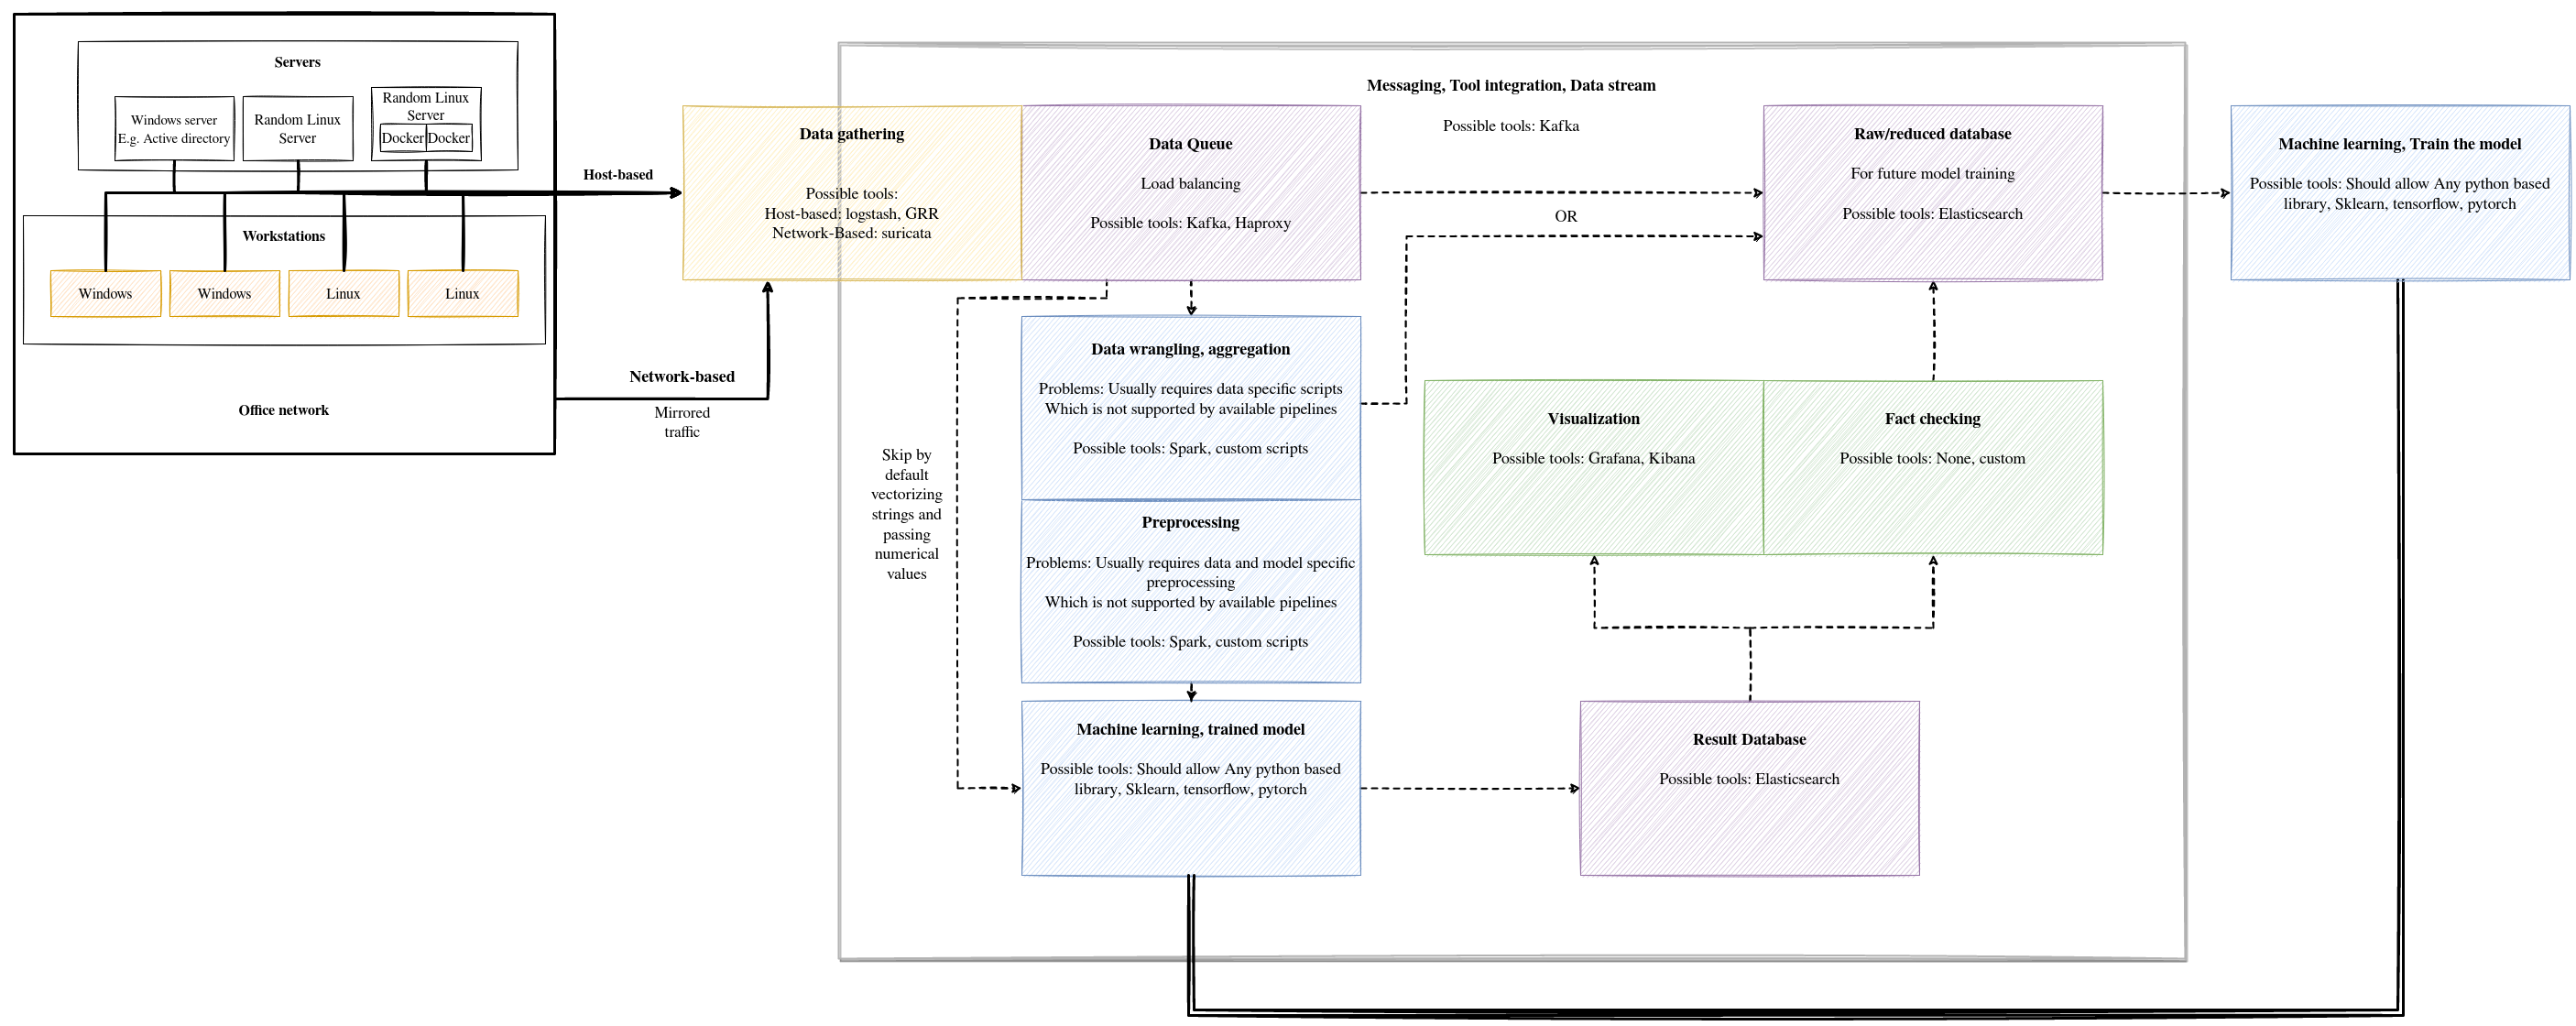 Servers
Windows server
E.g. Active directory
Random Linux
Server
Random Linux
Server
Docker
Docker
Workstations
Windows
Windows
Linux
Linux
Office network
Host-based
Network-based
Mirrored
traffic
Data gathering
Possible tools:
Host-based: logstash, GRR
Network-Based: suricata
Messaging, Tool integration, Data stream
Possible tools: Kafka
Data Queue
Load balancing
Possible tools: Kafka, Haproxy
OR
Raw/reduced database
For future model training
Possible tools: Elasticsearch
Machine learning, Train the model
Possible tools: Should allow Any python based
library, Sklearn, tensorflow, pytorch
Skip by
default
vectorizing
strings and
passing
numerical
values
Data wrangling, aggregation
Problems: Usually requires data specific scripts
Which is not supported by available pipelines
Possible tools: Spark, custom scripts
Preprocessing
Problems: Usually requires data and model specific
preprocessing
Which is not supported by available pipelines
Possible tools: Spark, custom scripts
Visualization
Possible tools: Grafana, Kibana
Fact checking
Possible tools: None, custom
Machine learning, trained model
Possible tools: Should allow Any python based
library, Sklearn, tensorflow, pytorch
Result Database
Possible tools: Elasticsearch